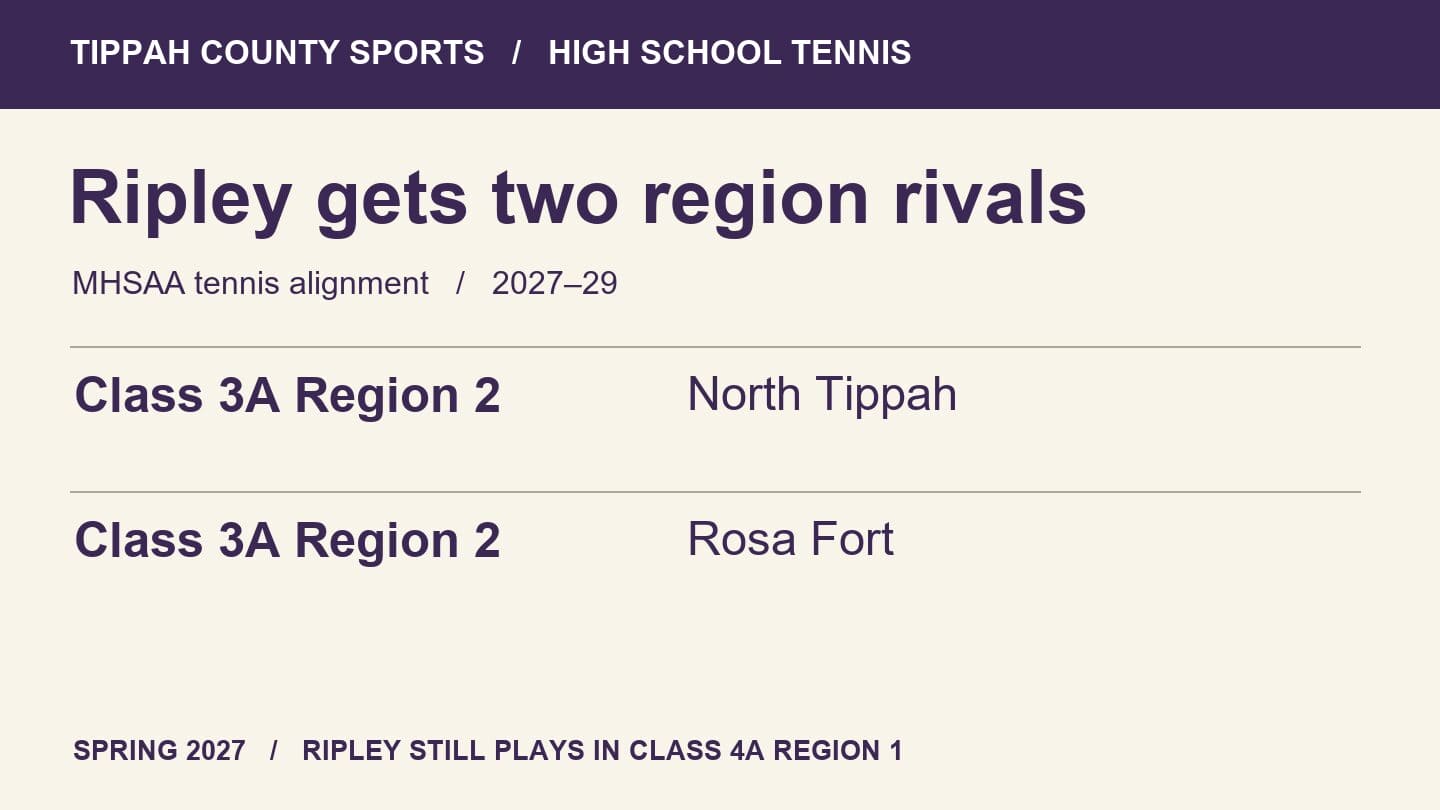 TIPPAH COUNTY SPORTS / HIGH SCHOOL TENNIS
Ripley gets two region rivals
MHSAA tennis alignment / 2027–29
Class 3A Region 2 North Tippah
Class 3A Region 2 Rosa Fort
SPRING 2027 / RIPLEY STILL PLAYS IN CLASS 4A REGION 1